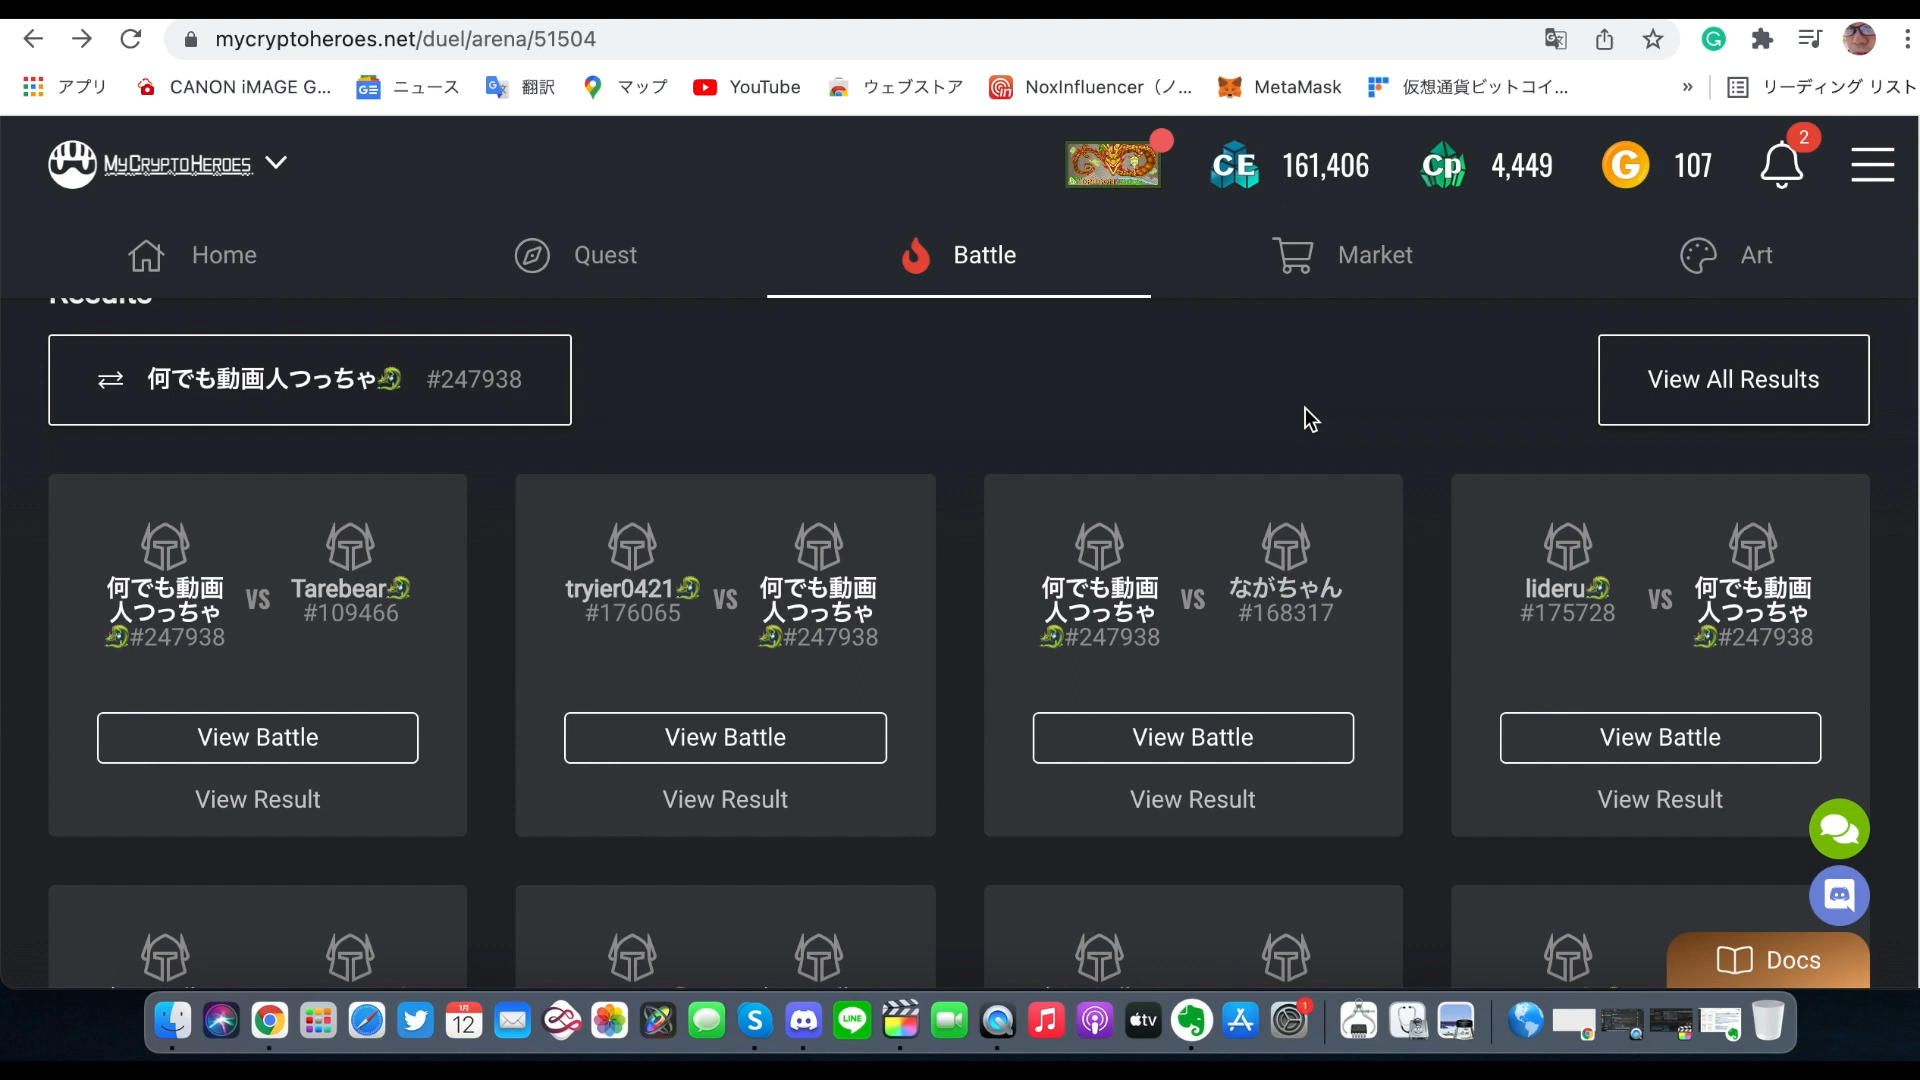 mycryptoheroes.net/duel/arena/51504
アプリ CANON iMAGE G... ニュース 翻訳 マップ YouTube ウェブストア NoxInfluencer（ノ... MetaMask 仮想通貨ビットコイ... » リーディング リスト
MYCRYPTOHEROES CE 161,406 Cp 4,449 G 107 2
Home Quest Battle Market Art
Results
何でも動画人つっちゃ #247938 View All Results
何でも動画
人つっちゃ
#247938
VS
Tarebear
#109466
View Battle
View Result
tryier0421
#176065
VS
何でも動画
人つっちゃ
#247938
View Battle
View Result
何でも動画
人つっちゃ
#247938
VS
ながちゃん
#168317
View Battle
View Result
lideru
#175728
VS
何でも動画
人つっちゃ
#247938
View Battle
View Result
Docs
1月
12
LINE
tv
1